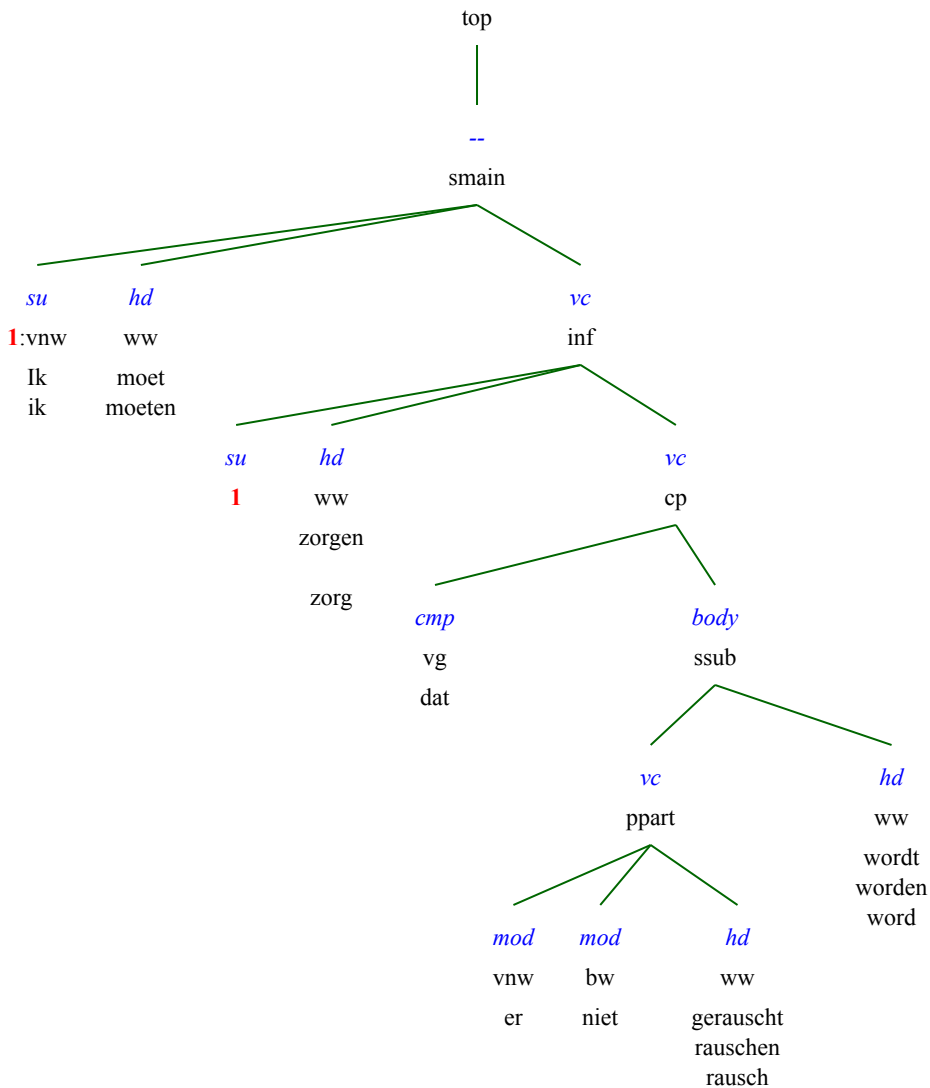 top
--
smain
su hd vc
1:vnw ww inf
Ik moet
ik moeten
su hd vc
1 ww cp
zorgen
zorg
cmp body
vg ssub
dat
vc hd
ppart ww
wordt
worden
word
mod mod hd
vnw bw ww
er niet gerauscht
rauschen
rausch